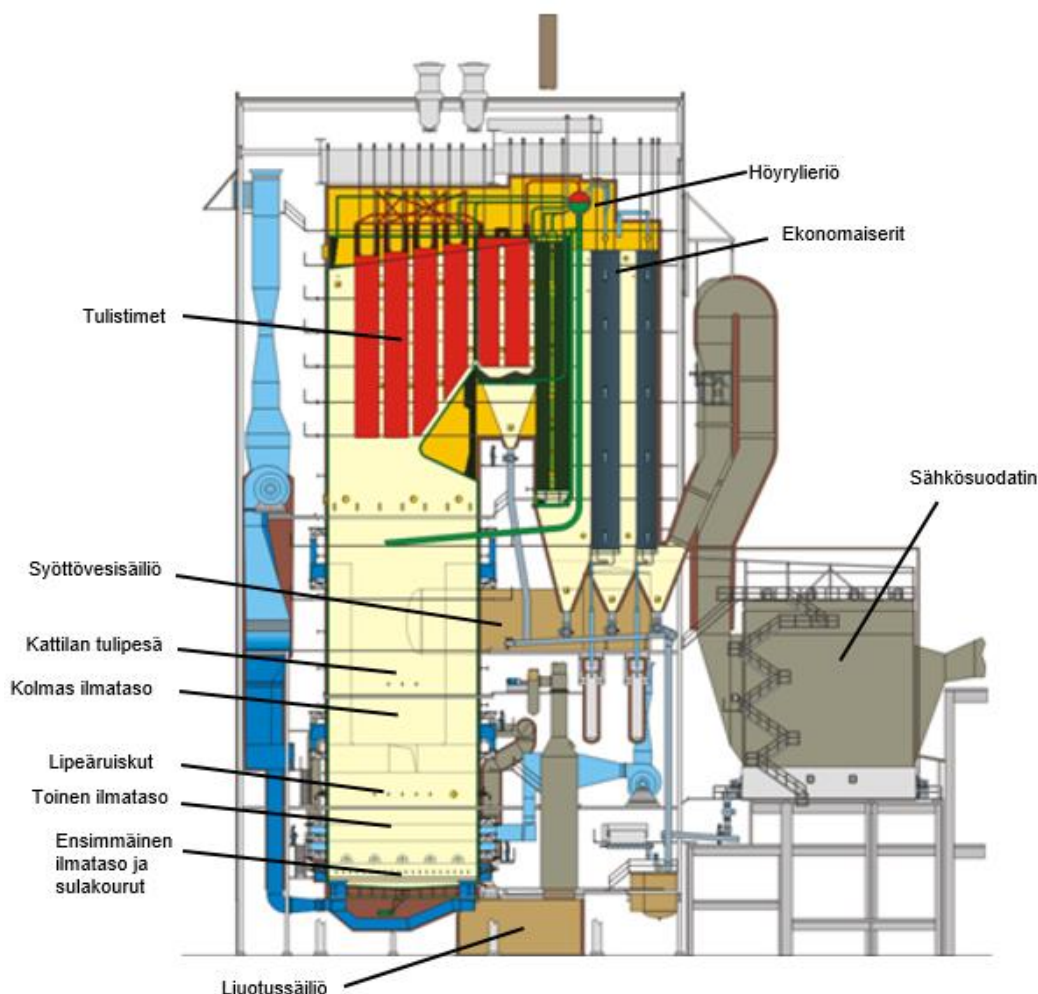 Höyrylieriö
Ekonomaiserit
Tulistimet
Sähkösuodatin
Syöttövesisäiliö
Kattilan tulipesä
Kolmas ilmataso
Lipeäruiskut
Toinen ilmataso
Ensimmäinen
ilmataso ja
sulakourut
Liuotussäiliö